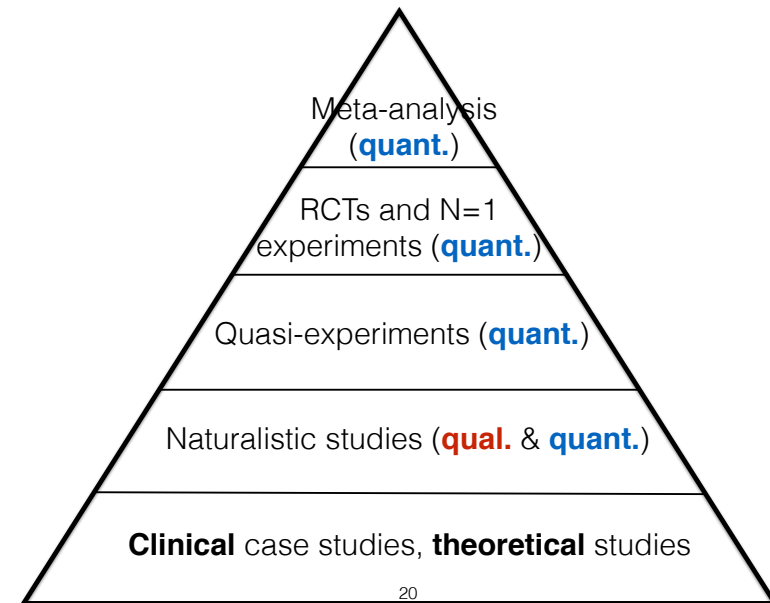 Meta-analysis
(quant.)
RCTs and N=1
experiments (quant.)
Quasi-experiments (quant.)
Naturalistic studies (qual. & quant.)
Clinical case studies, theoretical studies
20